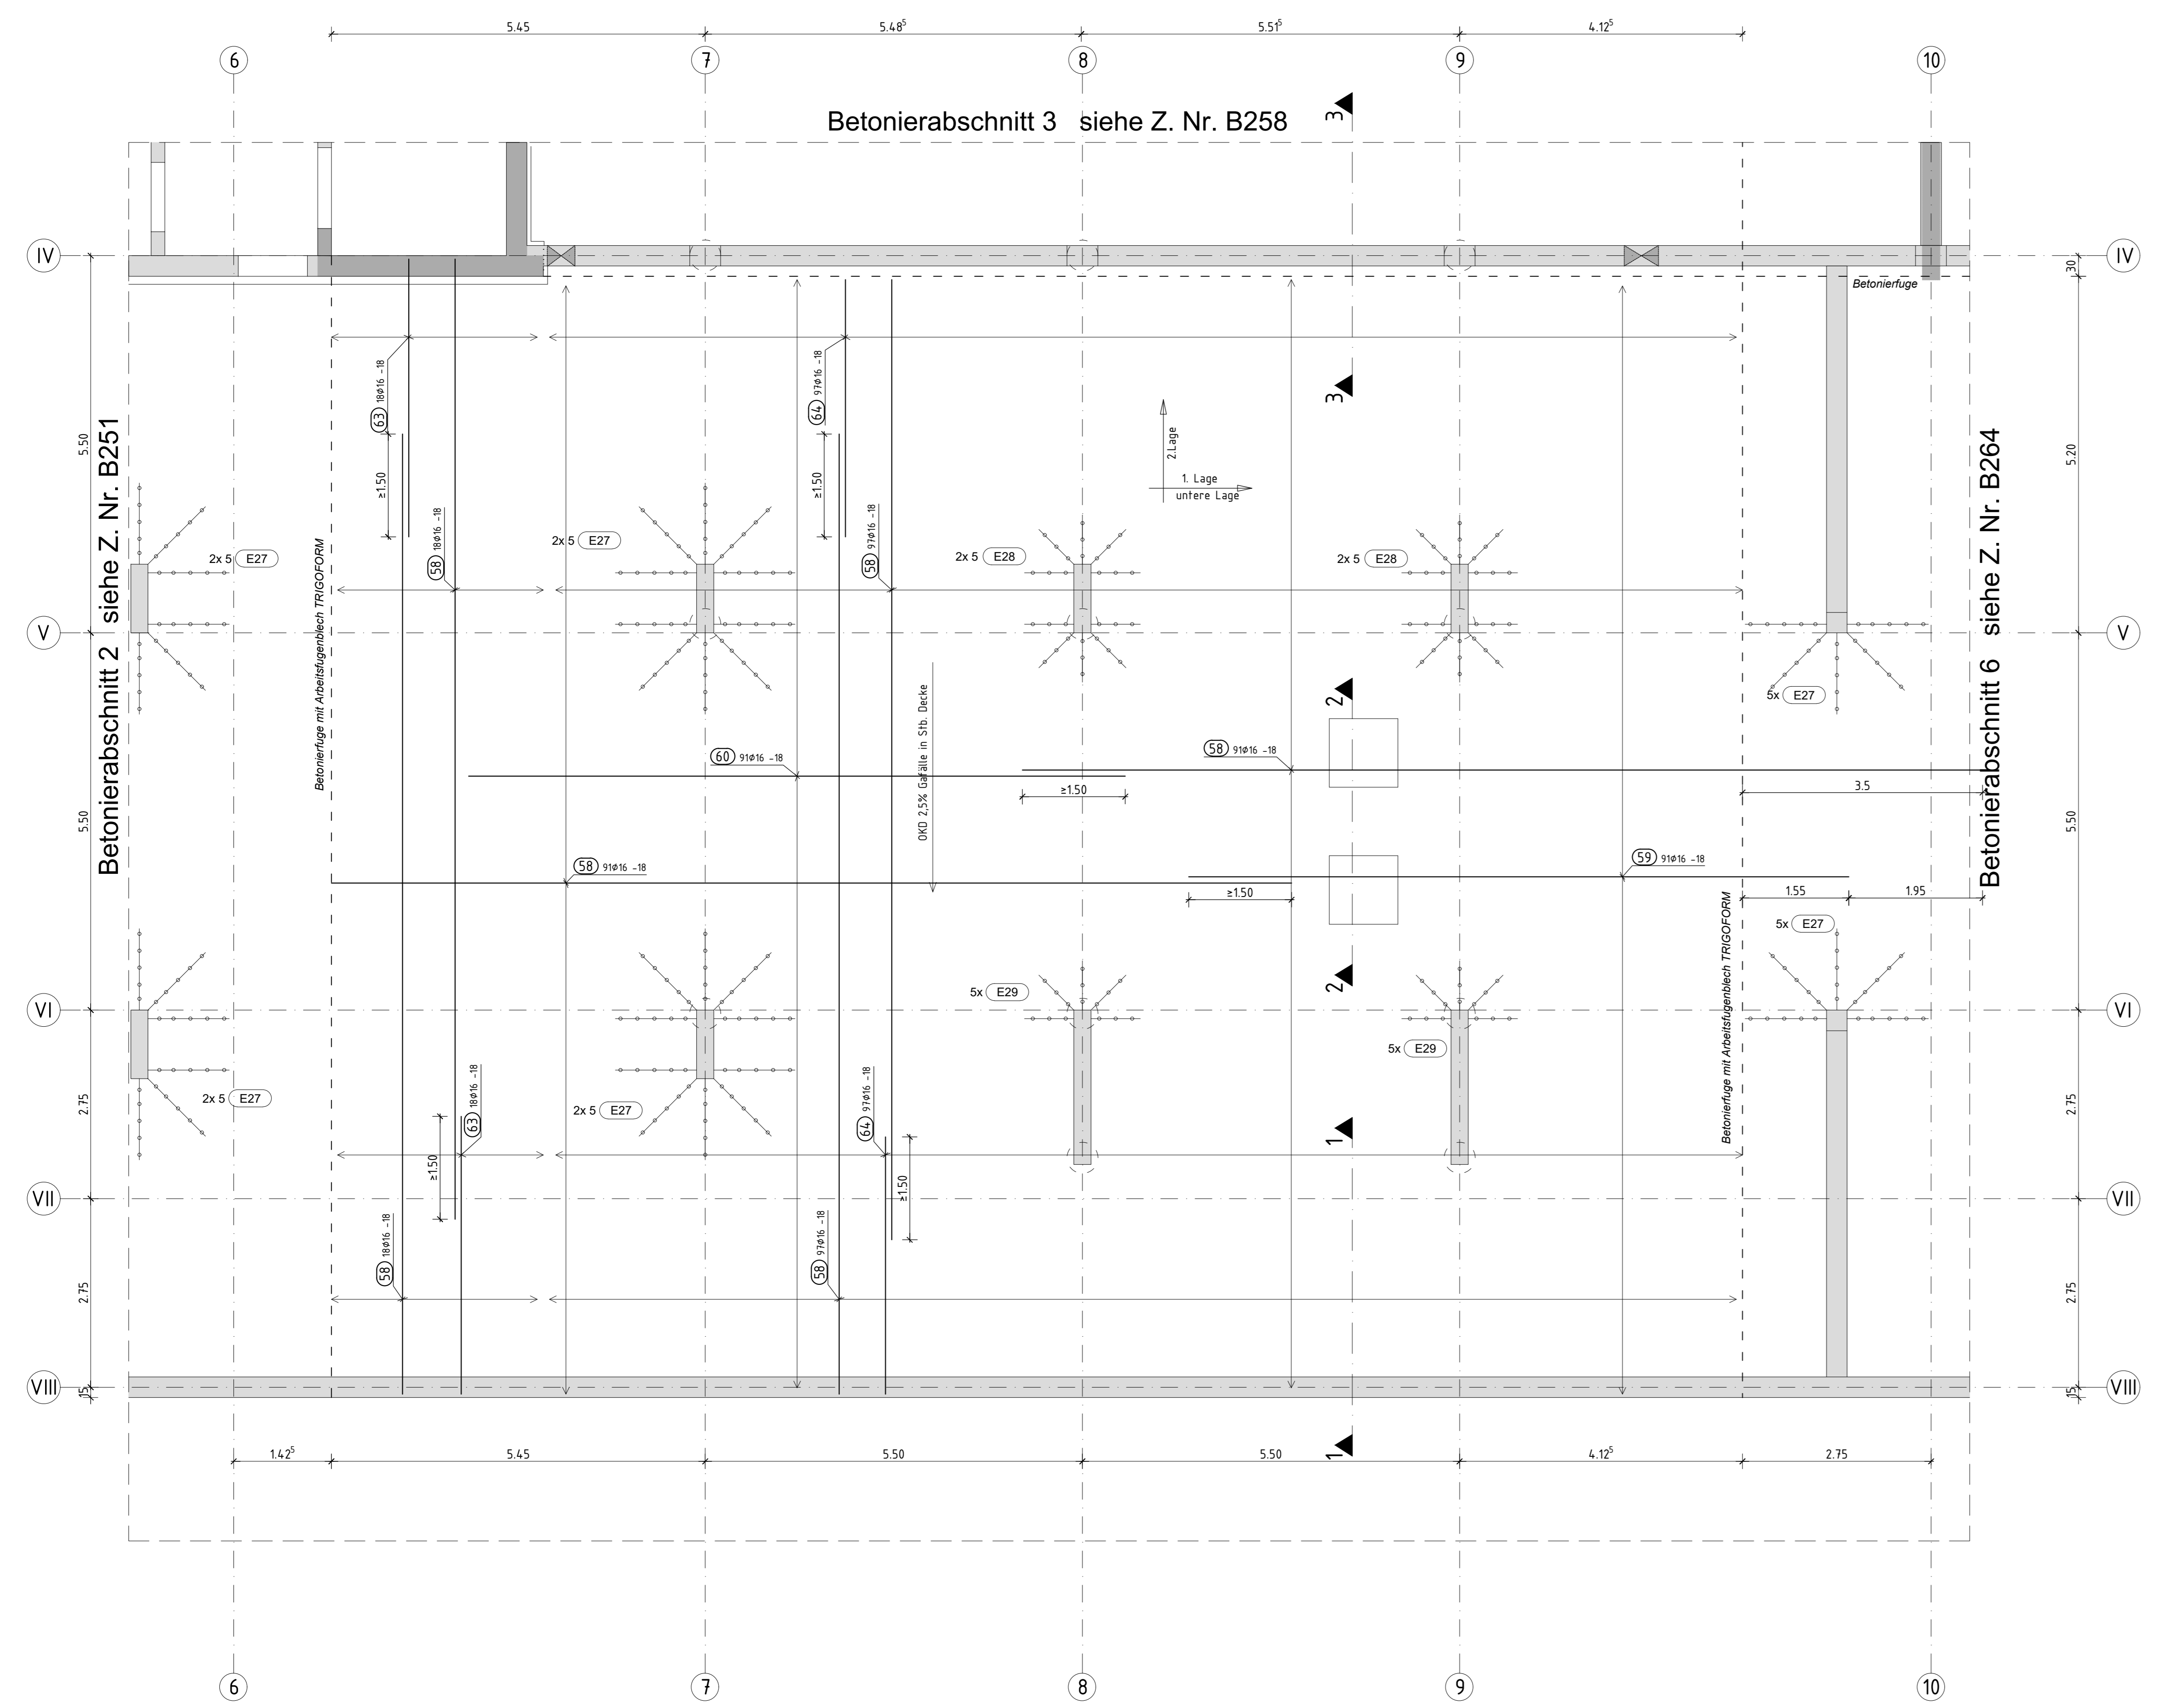 5.45
5.48⁵
5.51⁵
4.12⁵
6
7
8
9
10
Betonierabschnitt 3 siehe Z. Nr. B258
3
IV
IV
30
Betonierfuge
63 18ø16 -18
64 97ø16 -18
3
≥1.50
≥1.50
2.Lage
1. Lage
untere Lage
5.50
5.20
Betonierabschnitt 2 siehe Z. Nr. B251
Betonierabschnitt 6 siehe Z. Nr. B264
Betonierfuge mit Arbeitsfugenblech TRIGOFORM
58 18ø16 -18
58 97ø16 -18
2x 5 E27
2x 5 E27
2x 5 E28
2x 5 E28
V
V
5x E27
2
OKD 2,5% Gafälle in Stb. Decke
60 91ø16 -18
58 91ø16 -18
≥1.50
3.5
5.50
5.50
58 91ø16 -18
59 91ø16 -18
≥1.50
1.55
1.95
Betonierfuge mit Arbeitsfugenblech TRIGOFORM
5x E27
2
5x E29
VI
VI
5x E29
2x 5 E27
2x 5 E27
63 18ø16 -18
64 97ø16 -18
2.75
2.75
1
≥1.50
≥1.50
VII
VII
58 18ø16 -18
58 97ø16 -18
2.75
2.75
VIII
VIII
15
15
1
1.42⁵
5.45
5.50
5.50
4.12⁵
2.75
6
7
8
9
10